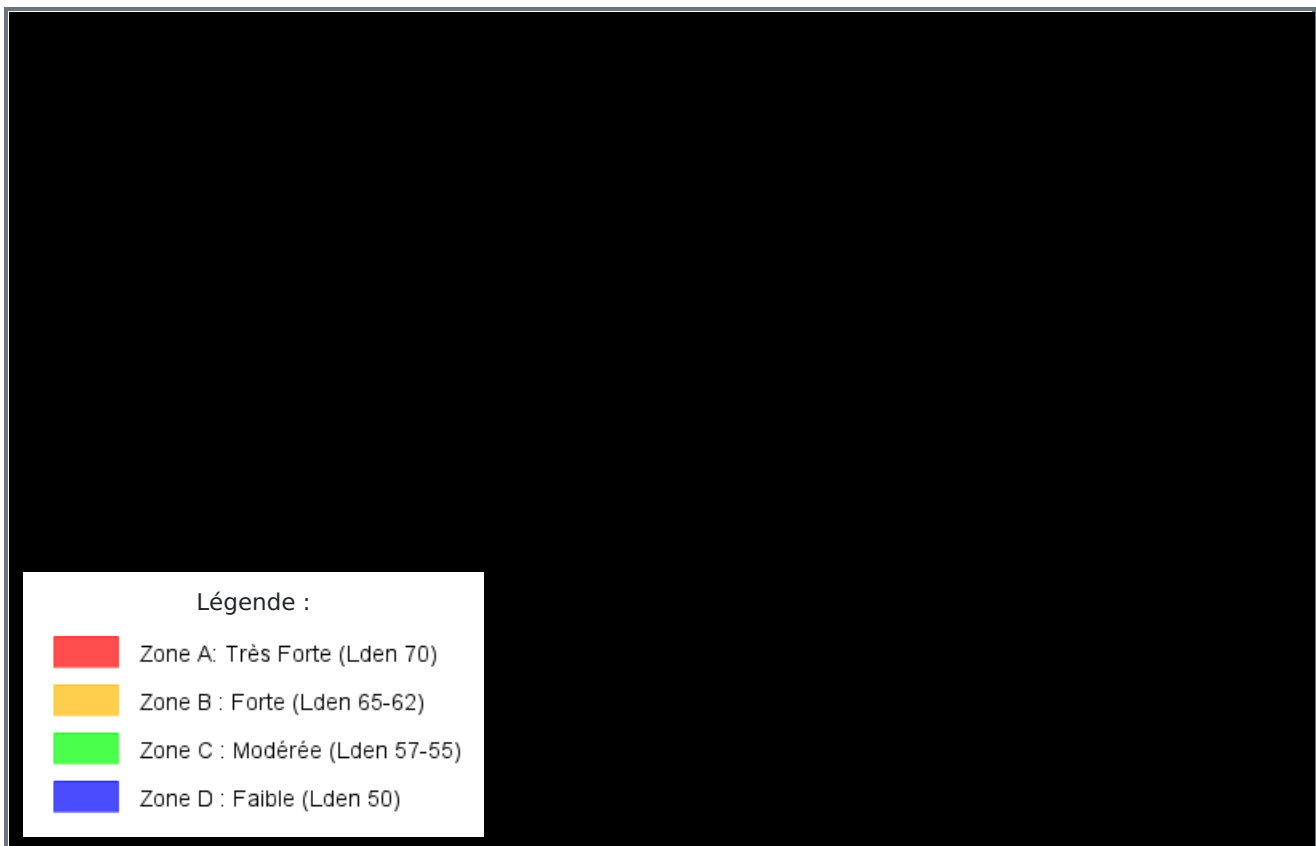 Légende :
Zone A: Très Forte (Lden 70)
Zone B : Forte (Lden 65-62)
Zone C : Modérée (Lden 57-55)
Zone D : Faible (Lden 50)